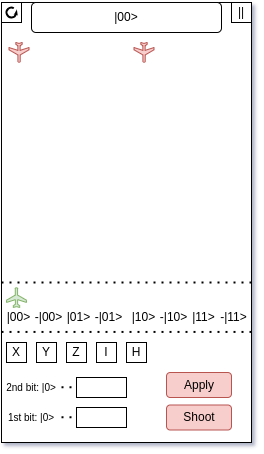 |00>
||
|00> -|00> |01> -|01> |10> -|10> |11> -|11>
X Y Z I H
2nd bit: |0>
Apply
1st bit: |0>
Shoot